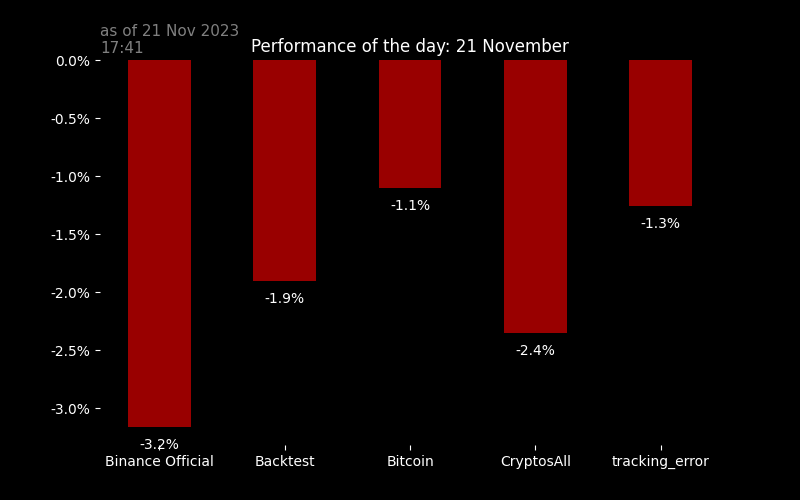 as of 21 Nov 2023
17:41
Performance of the day: 21 November
0.0%
-0.5%
-1.0%
-1.5%
-2.0%
-2.5%
-3.0%
-3.2%
-1.9%
-1.1%
-2.4%
-1.3%
Binance Official
Backtest
Bitcoin
CryptosAll
tracking_error